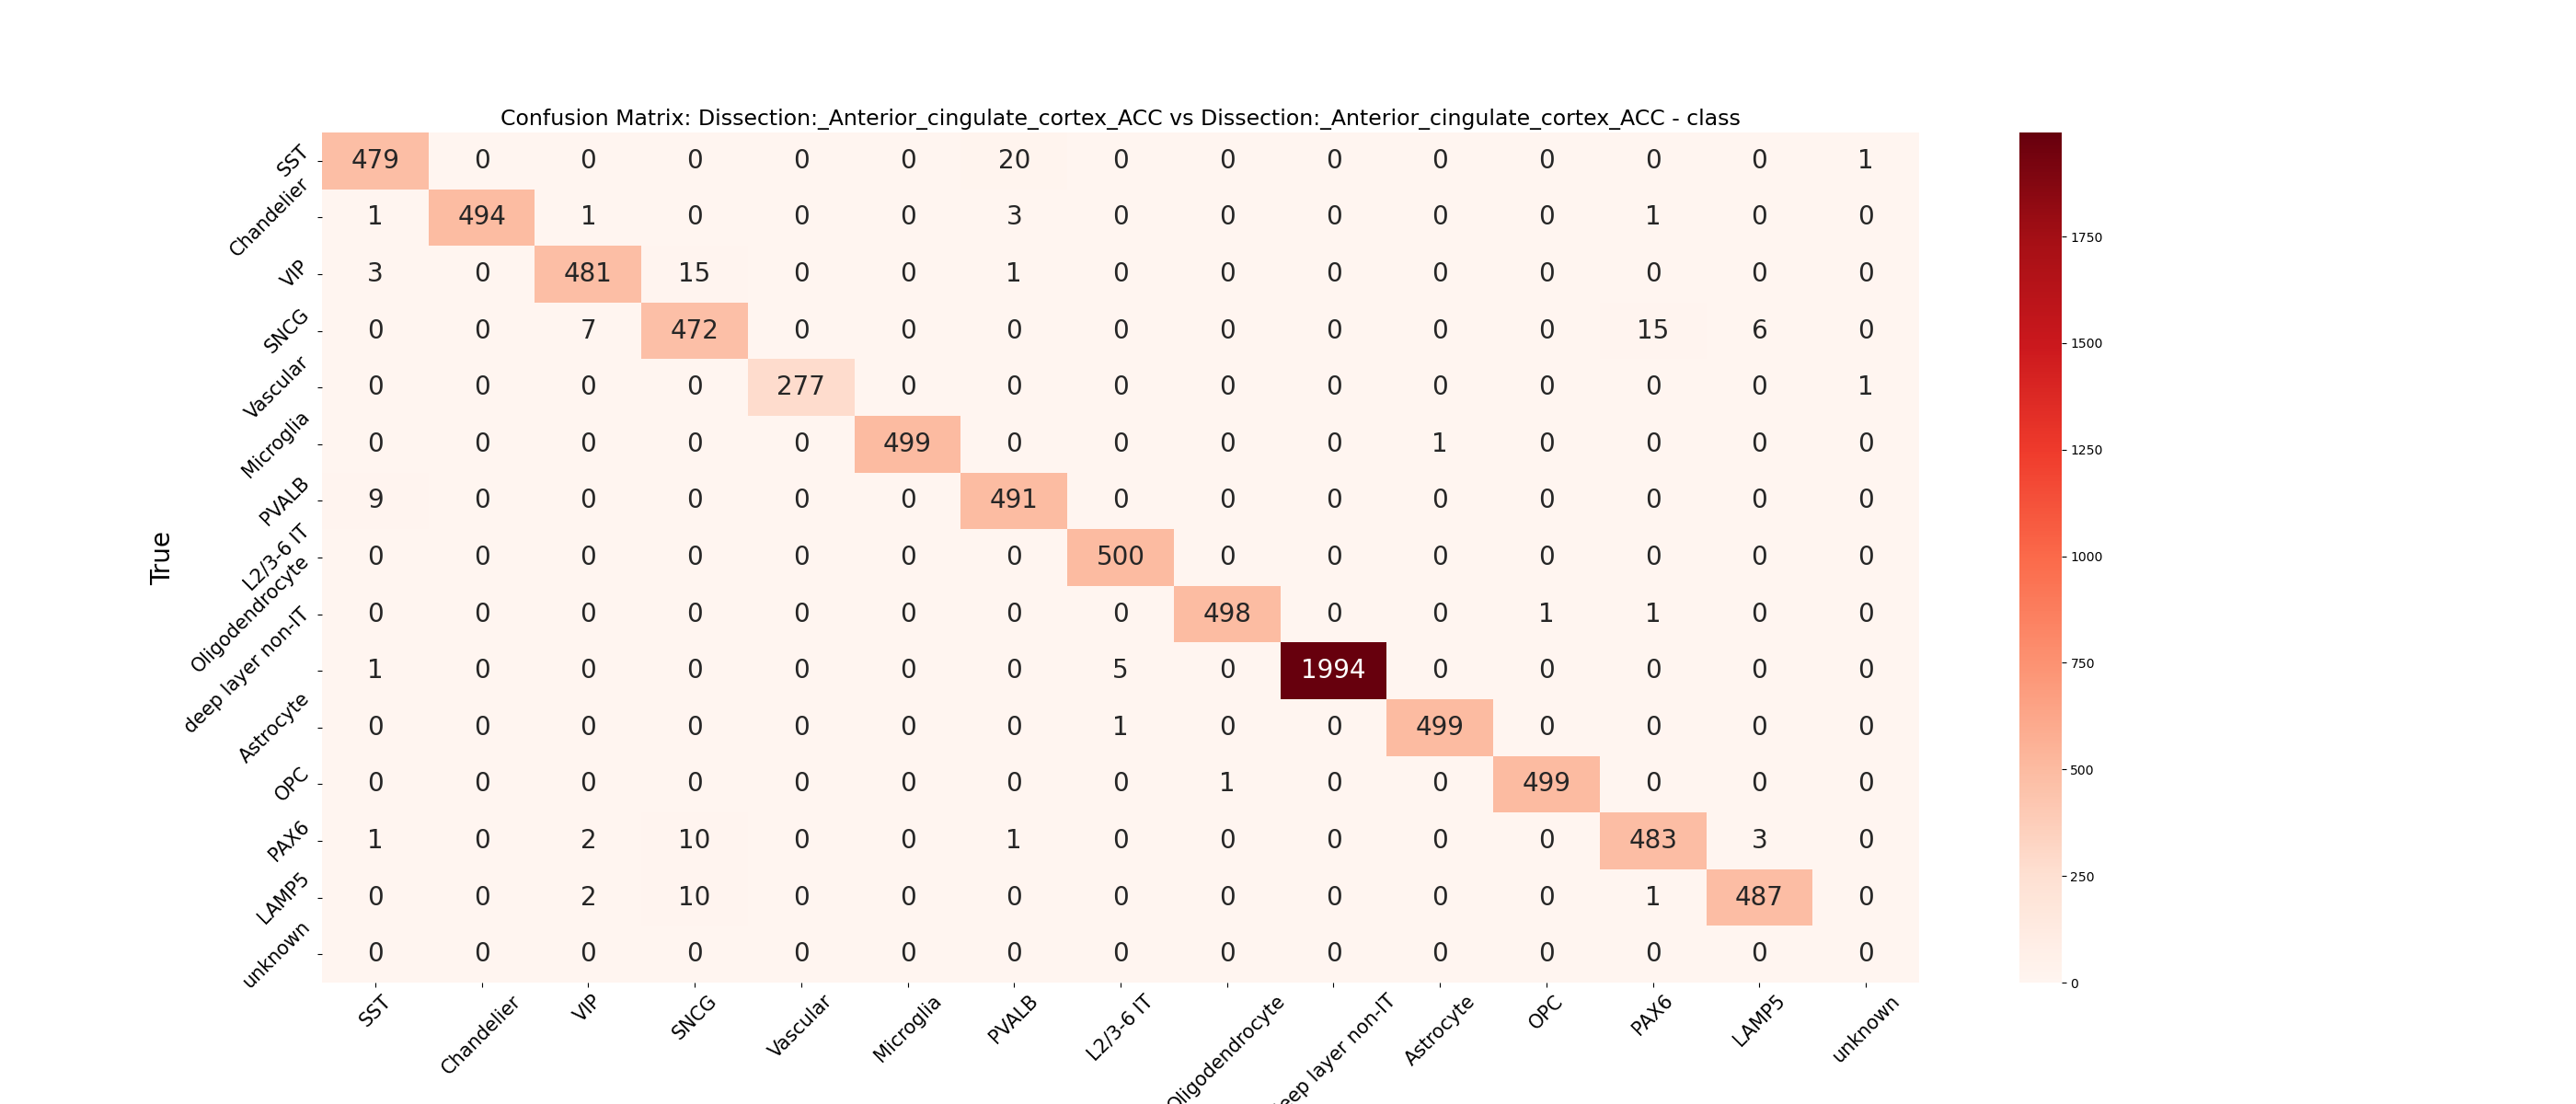 Confusion Matrix: Dissection:_Anterior_cingulate_cortex_ACC vs Dissection:_Anterior_cingulate_cortex_ACC - class
True
SST 479 0 0 0 0 0 20 0 0 0 0 0 0 0 1
Chandelier 1 494 1 0 0 0 3 0 0 0 0 0 1 0 0
VIP 3 0 481 15 0 0 1 0 0 0 0 0 0 0 0
SNCG 0 0 7 472 0 0 0 0 0 0 0 0 15 6 0
Vascular 0 0 0 0 277 0 0 0 0 0 0 0 0 0 1
Microglia 0 0 0 0 0 499 0 0 0 0 1 0 0 0 0
PVALB 9 0 0 0 0 0 491 0 0 0 0 0 0 0 0
L2/3-6 IT 0 0 0 0 0 0 0 500 0 0 0 0 0 0 0
Oligodendrocyte 0 0 0 0 0 0 0 0 498 0 0 1 1 0 0
deep layer non-IT 1 0 0 0 0 0 0 5 0 1994 0 0 0 0 0
Astrocyte 0 0 0 0 0 0 0 1 0 0 499 0 0 0 0
OPC 0 0 0 0 0 0 0 0 1 0 0 499 0 0 0
PAX6 1 0 2 10 0 0 1 0 0 0 0 0 483 3 0
LAMP5 0 0 2 10 0 0 0 0 0 0 0 0 1 487 0
unknown 0 0 0 0 0 0 0 0 0 0 0 0 0 0 0
SST Chandelier VIP SNCG Vascular Microglia PVALB L2/3-6 IT Oligodendrocyte eep layer non-IT Astrocyte OPC PAX6 LAMP5 unknown
1750
1500
1250
1000
750
500
250
0